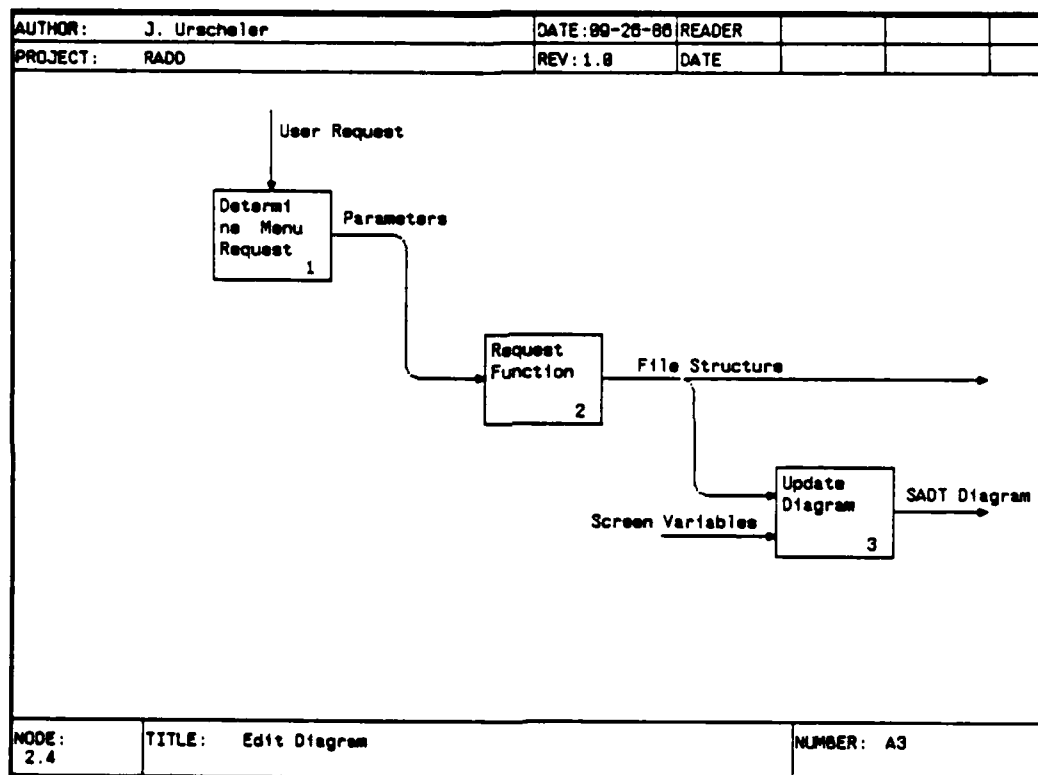 AUTHOR: J. Urscheler DATE:09-26-86 READER
PROJECT: RADD REV:1.0 DATE
User Request
Determi
ne Menu
Request
1
Parameters
Request
Function
2
File Structure
Update
Diagram
3
SADT Diagram
Screen Variables
NODE:
2.4
TITLE: Edit Diagram
NUMBER: A3